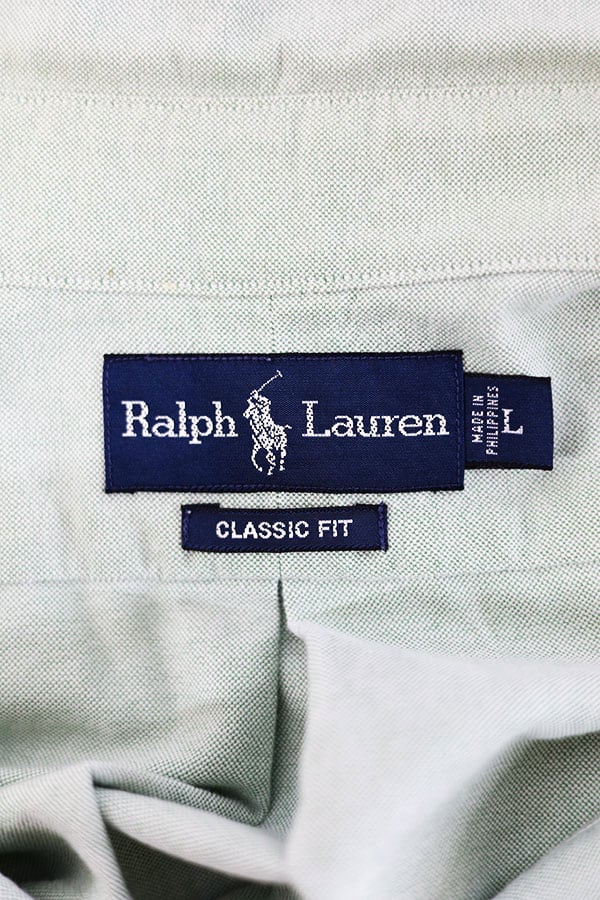 Ralph Lauren
MADE IN
PHILIPPINES
L
CLASSIC FIT